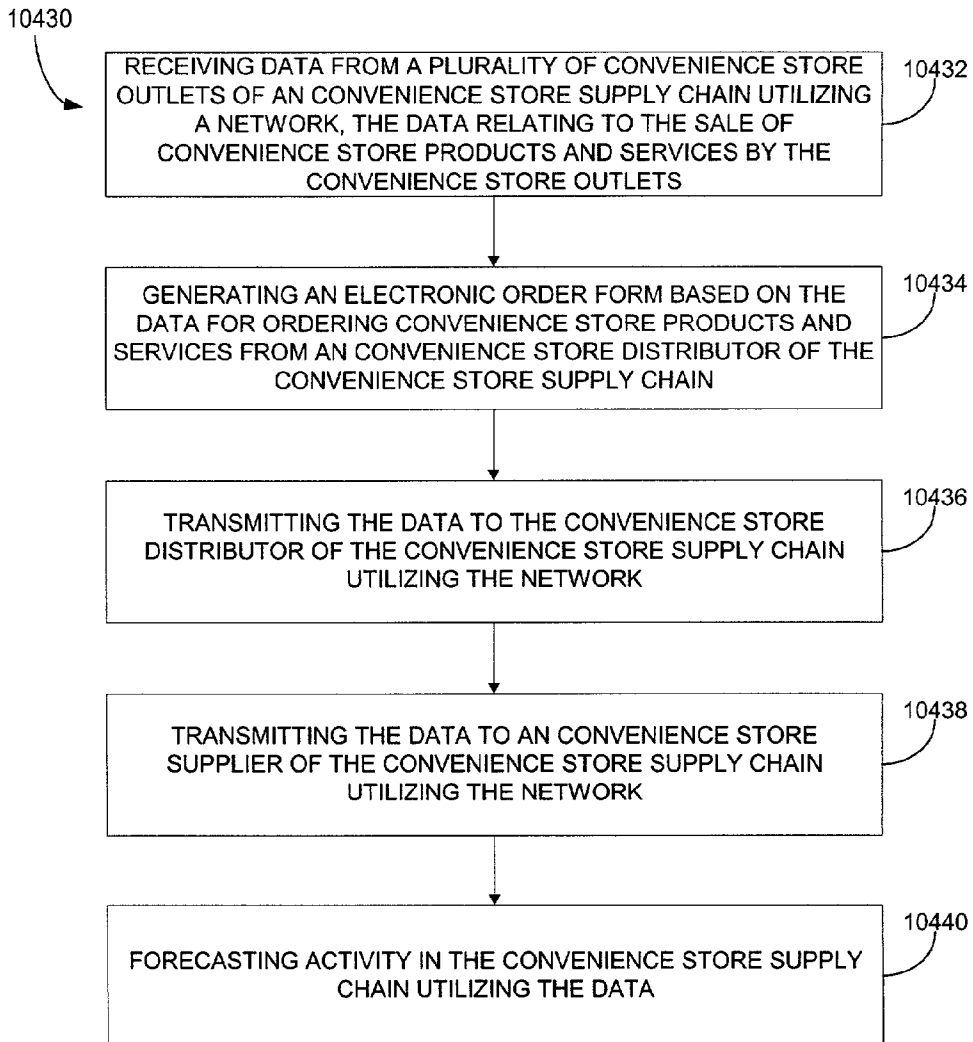 10430
RECEIVING DATA FROM A PLURALITY OF CONVENIENCE STORE
OUTLETS OF AN CONVENIENCE STORE SUPPLY CHAIN UTILIZING
A NETWORK, THE DATA RELATING TO THE SALE OF
CONVENIENCE STORE PRODUCTS AND SERVICES BY THE
CONVENIENCE STORE OUTLETS
10432
GENERATING AN ELECTRONIC ORDER FORM BASED ON THE
DATA FOR ORDERING CONVENIENCE STORE PRODUCTS AND
SERVICES FROM AN CONVENIENCE STORE DISTRIBUTOR OF THE
CONVENIENCE STORE SUPPLY CHAIN
10434
TRANSMITTING THE DATA TO THE CONVENIENCE STORE
DISTRIBUTOR OF THE CONVENIENCE STORE SUPPLY CHAIN
UTILIZING THE NETWORK
10436
TRANSMITTING THE DATA TO AN CONVENIENCE STORE
SUPPLIER OF THE CONVENIENCE STORE SUPPLY CHAIN
UTILIZING THE NETWORK
10438
FORECASTING ACTIVITY IN THE CONVENIENCE STORE SUPPLY
CHAIN UTILIZING THE DATA
10440